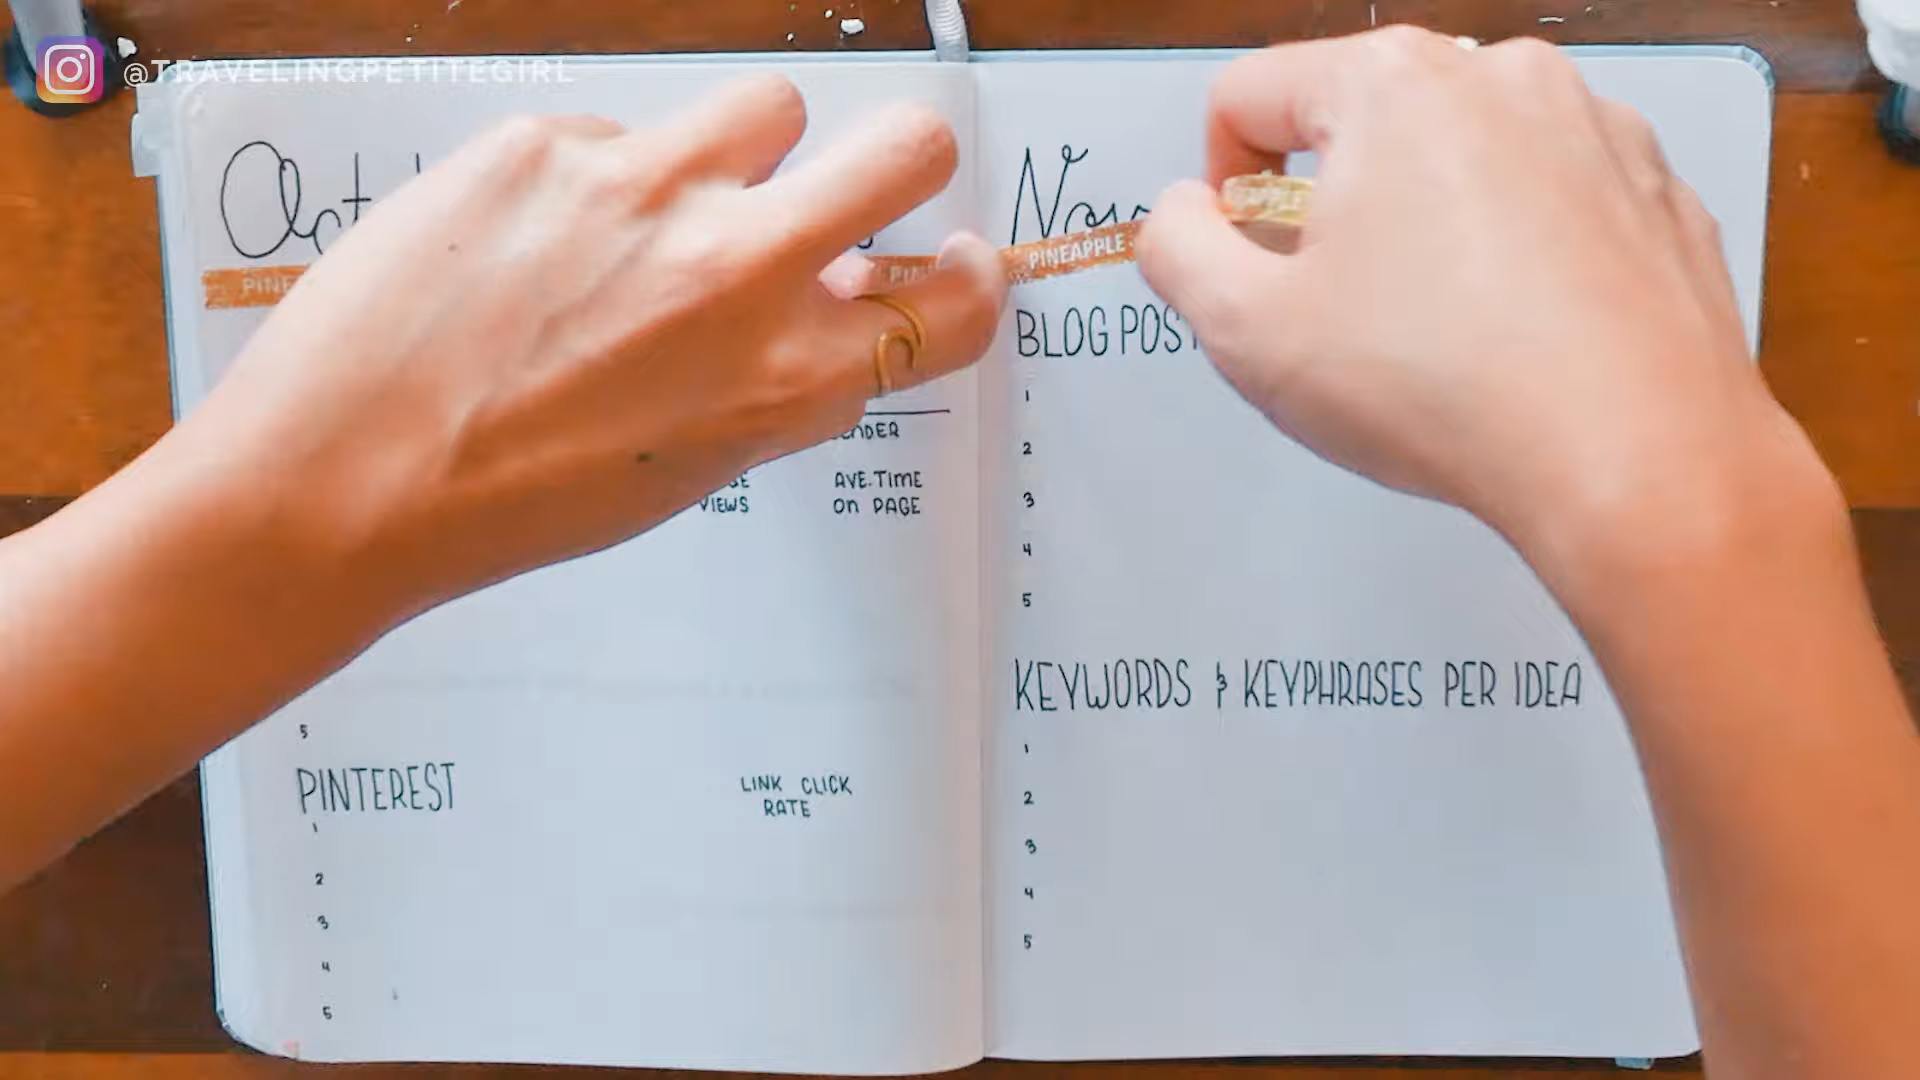 @TRAVELINGPETITEGIRL
PINEAPPLE
BLOG POST
1
2
3
4
5
KEYWORDS & KEYPHRASES PER IDEA
1
2
3
4
5
VIEWS
AVE. TIME
ON PAGE
5
PINTEREST
LINK CLICK
RATE
1
2
3
4
5